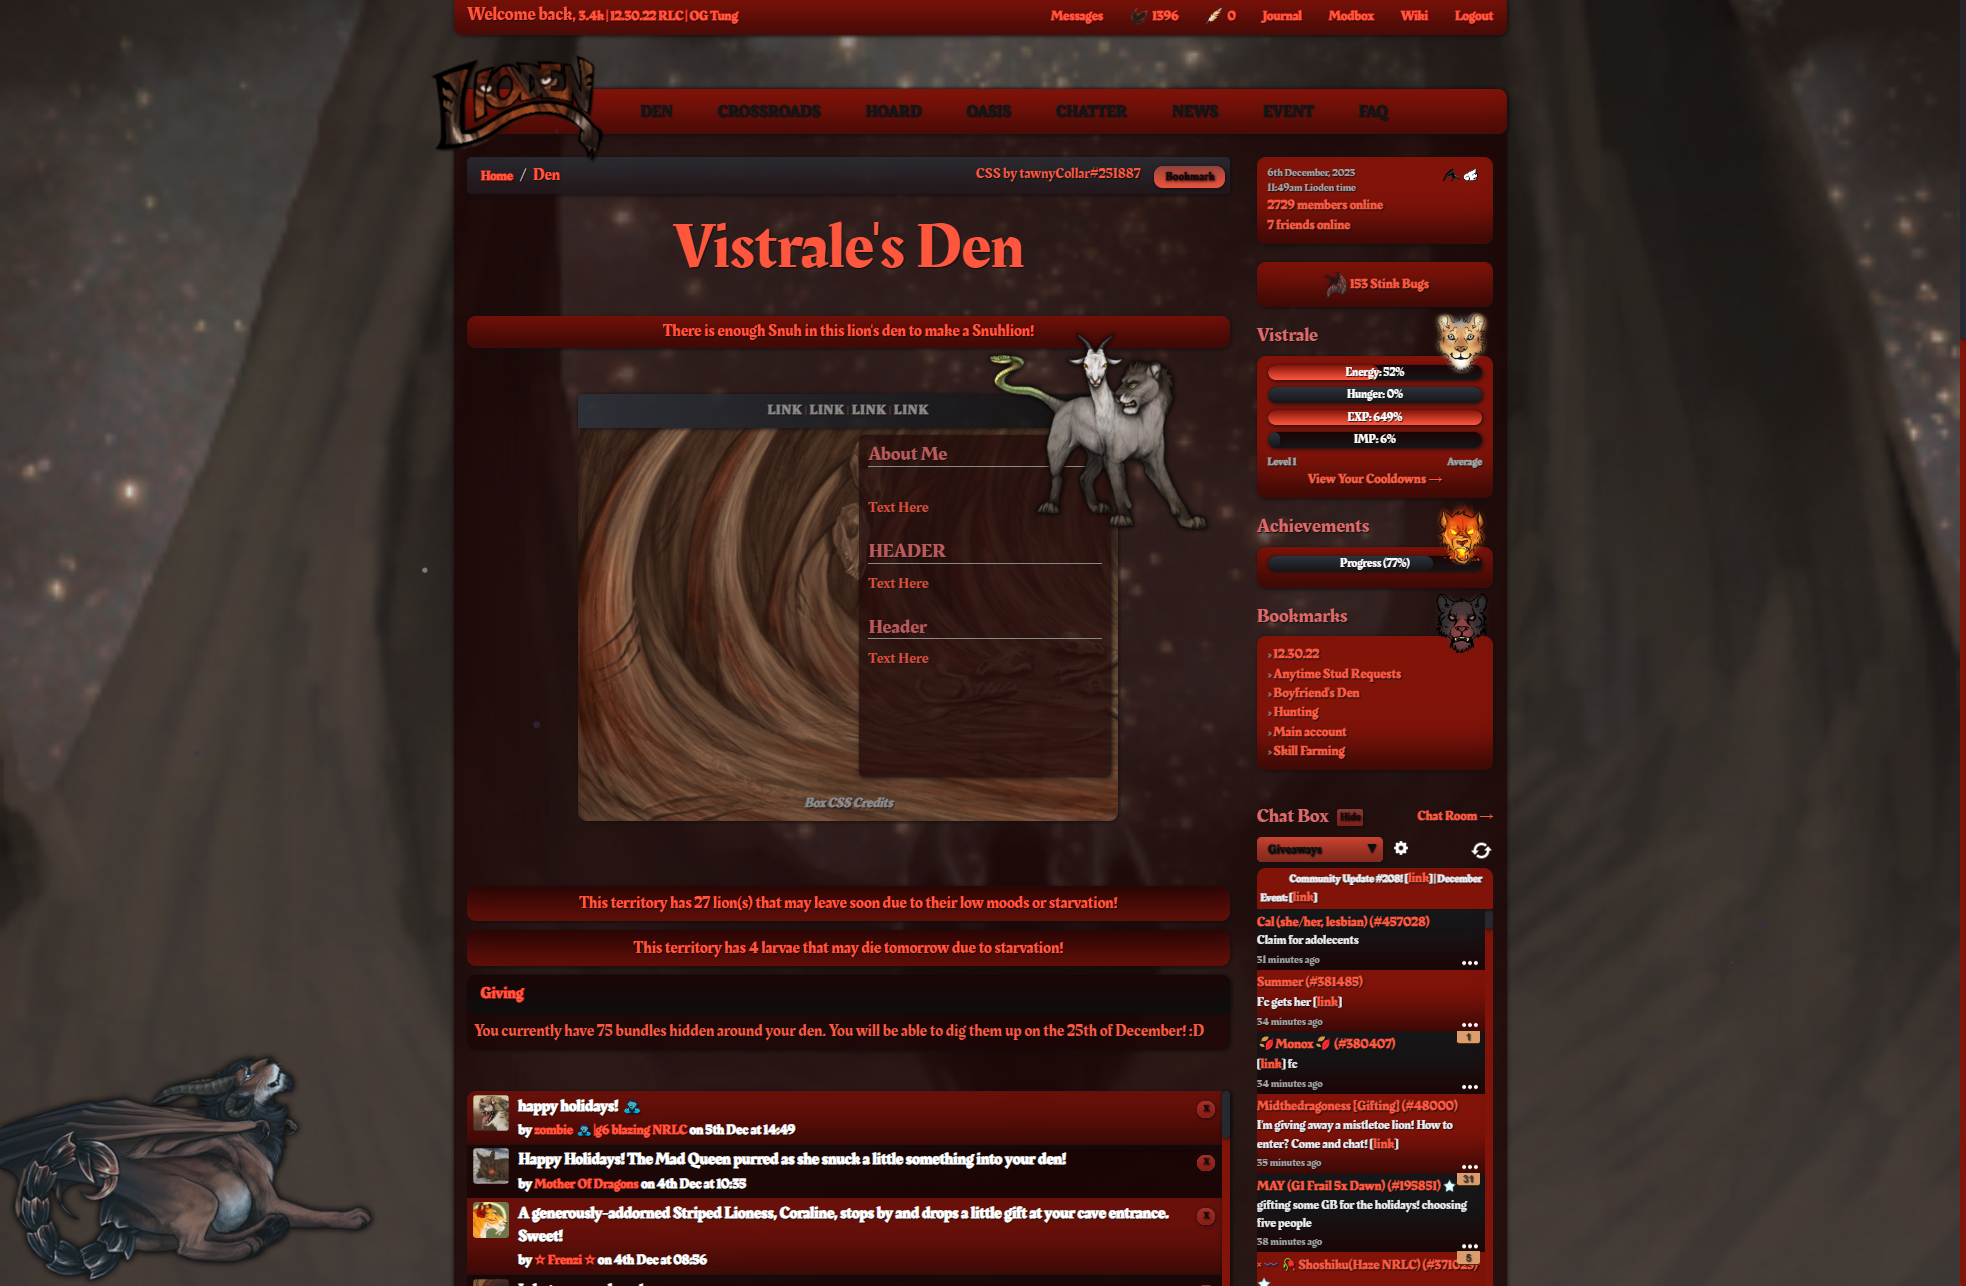 Welcome back, 3.4k | 12.30.22 RLC | OG Tung
Messages 1396 0 Journal Modbox Wiki Logout
LIODEN
DEN CROSSROADS HOARD OASIS CHATTER NEWS EVENT FAQ
Home / Den
CSS by tawnyCollar#251887 Bookmark
Vistrale's Den
There is enough Snuh in this lion's den to make a Snuhlion!
LINK | LINK | LINK | LINK
About Me
Text Here
HEADER
Text Here
Header
Text Here
Box CSS Credits
This territory has 27 lion(s) that may leave soon due to their low moods or starvation!
This territory has 4 larvae that may die tomorrow due to starvation!
Giving
You currently have 75 bundles hidden around your den. You will be able to dig them up on the 25th of December! :D
happy holidays!
by zombie |g6 blazing NRLC on 5th Dec at 14:49
x
Happy Holidays! The Mad Queen purred as she snuck a little something into your den!
by Mother Of Dragons on 4th Dec at 10:35
x
A generously-addorned Striped Lioness, Coraline, stops by and drops a little gift at your cave entrance.
Sweet!
by ☆ Frenzi ☆ on 4th Dec at 08:56
x
6th December, 2023
11:49am Lioden time
2729 members online
7 friends online
153 Stink Bugs
Vistrale
Energy: 52%
Hunger: 0%
EXP: 649%
IMP: 6%
Level 1 Average
View Your Cooldowns →
Achievements
Progress (77%)
Bookmarks
» 12.30.22
» Anytime Stud Requests
» Boyfriend's Den
» Hunting
» Main account
» Skill Farming
Chat Box Hide Chat Room →
Giveaways ▼
Community Update #208! [link] | December
Event: [link]
Cal (she/her, lesbian) (#457028)
Claim for adolecents
31 minutes ago
Summer (#381485)
Fc gets her [link]
34 minutes ago
1
Monox (#380407)
[link] fc
34 minutes ago
Midthedragoness [Gifting] (#48000)
I'm giving away a mistletoe lion! How to
enter? Come and chat! [link]
35 minutes ago
31
MAY (G1 Frail 5x Dawn) (#195851)
gifting some GB for the holidays! choosing
five people
38 minutes ago
5
Shoshiku(Haze NRLC)